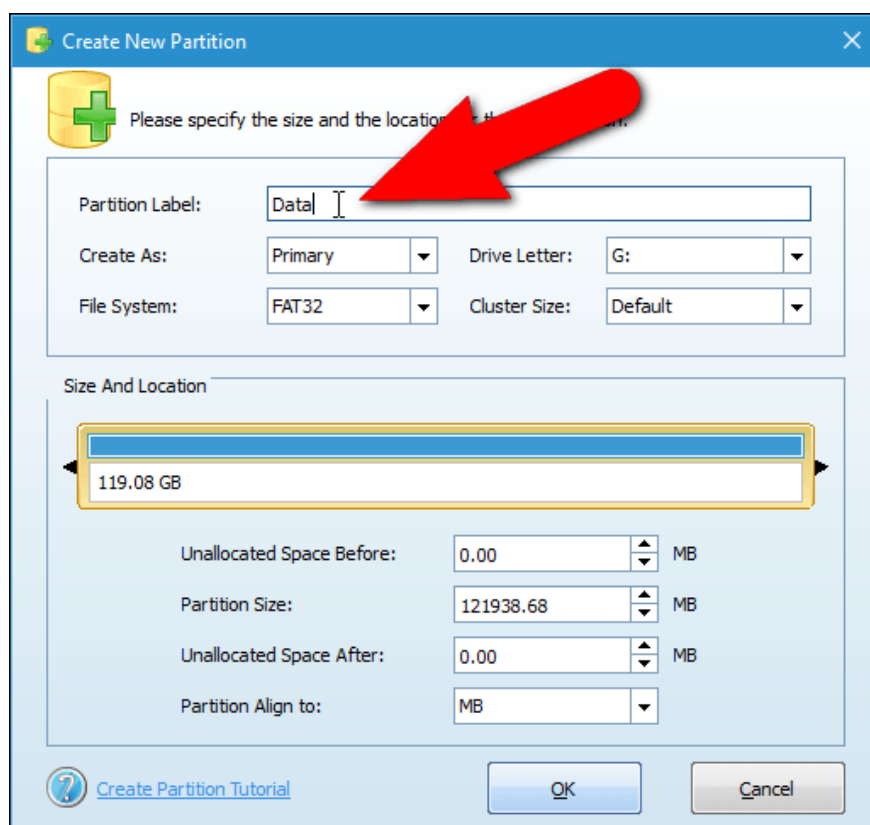 Create New Partition
Please specify the size and the location
Partition Label: Data
Create As: Primary Drive Letter: G:
File System: FAT32 Cluster Size: Default
Size And Location
119.08 GB
Unallocated Space Before: 0.00 MB
Partition Size: 121938.68 MB
Unallocated Space After: 0.00 MB
Partition Align to: MB
Create Partition Tutorial OK Cancel